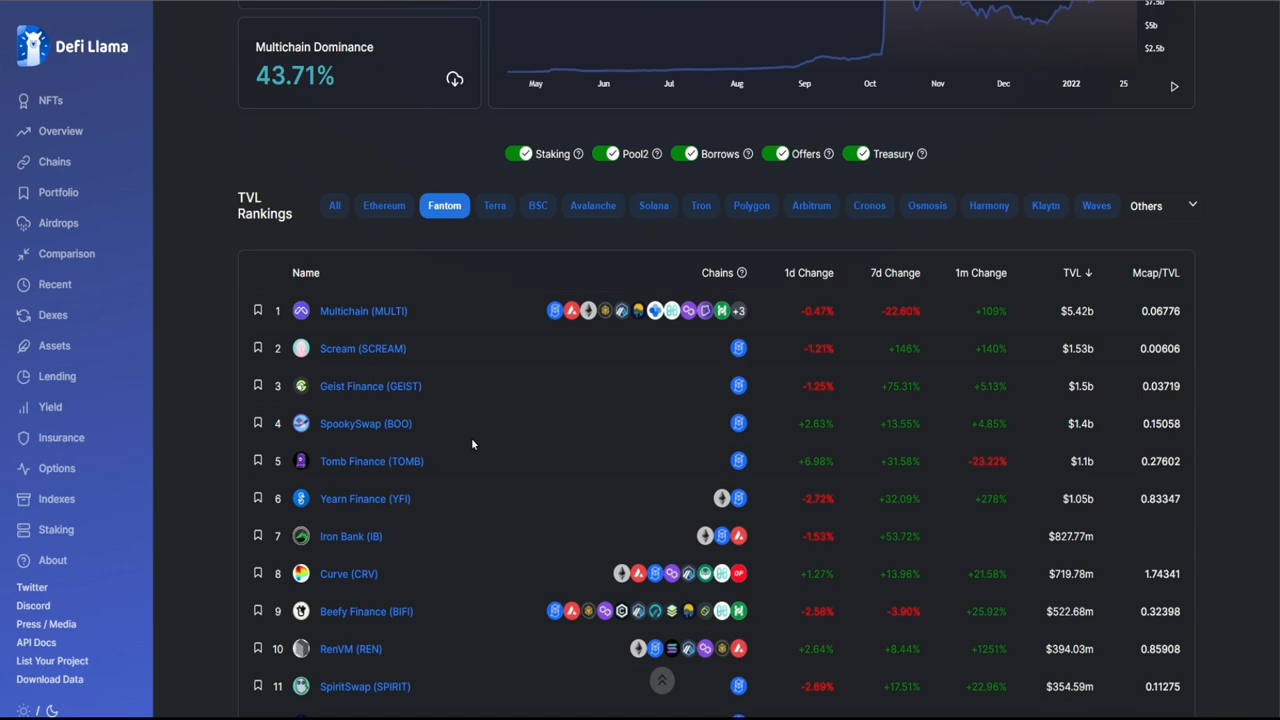 Defi Llama
NFTs
Overview
Chains
Portfolio
Airdrops
Comparison
Recent
Dexes
Assets
Lending
Yield
Insurance
Options
Indexes
Staking
About
Twitter
Discord
Press / Media
API Docs
List Your Project
Download Data
/
Multichain Dominance
43.71%
$7.5b
$5b
$2.5b
May Jun Jul Aug Sep Oct Nov Dec 2022 25
Staking Pool2 Borrows Offers Treasury
TVL
Rankings
All Ethereum Fantom Terra BSC Avalanche Solana Tron Polygon Arbitrum Cronos Osmosis Harmony Klaytn Waves Others
Name Chains 1d Change 7d Change 1m Change TVL Mcap/TVL
1 Multichain (MULTI) +3 -0.47% -22.60% +109% $5.42b 0.06776
2 Scream (SCREAM) -1.21% +146% +140% $1.53b 0.00606
3 Geist Finance (GEIST) -1.25% +75.31% +5.13% $1.5b 0.03719
4 SpookySwap (BOO) +2.63% +13.55% +4.85% $1.4b 0.15058
5 Tomb Finance (TOMB) +6.98% +31.58% -23.22% $1.1b 0.27602
6 Yearn Finance (YFI) -2.72% +32.09% +278% $1.05b 0.83347
7 Iron Bank (IB) -1.53% +53.72% $827.77m
8 Curve (CRV) OP +1.27% +13.96% +21.58% $719.78m 1.74341
9 Beefy Finance (BIFI) -2.58% -3.90% +25.92% $522.68m 0.32398
10 RenVM (REN) +2.64% +8.44% +1251% $394.03m 0.85908
11 SpiritSwap (SPIRIT) -2.69% +17.51% +22.96% $354.59m 0.11275